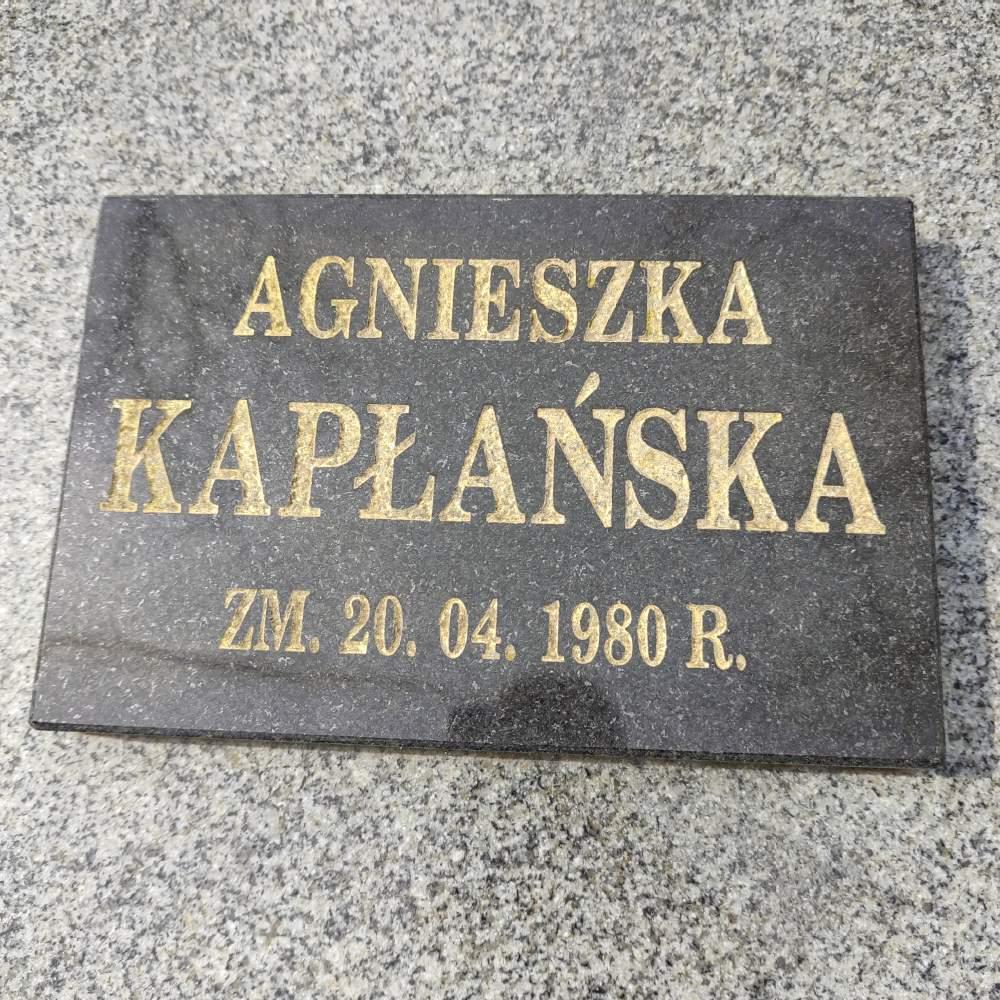 AGNIESZKA
KAPŁAŃSKA
ZM. 20. 04. 1980 R.